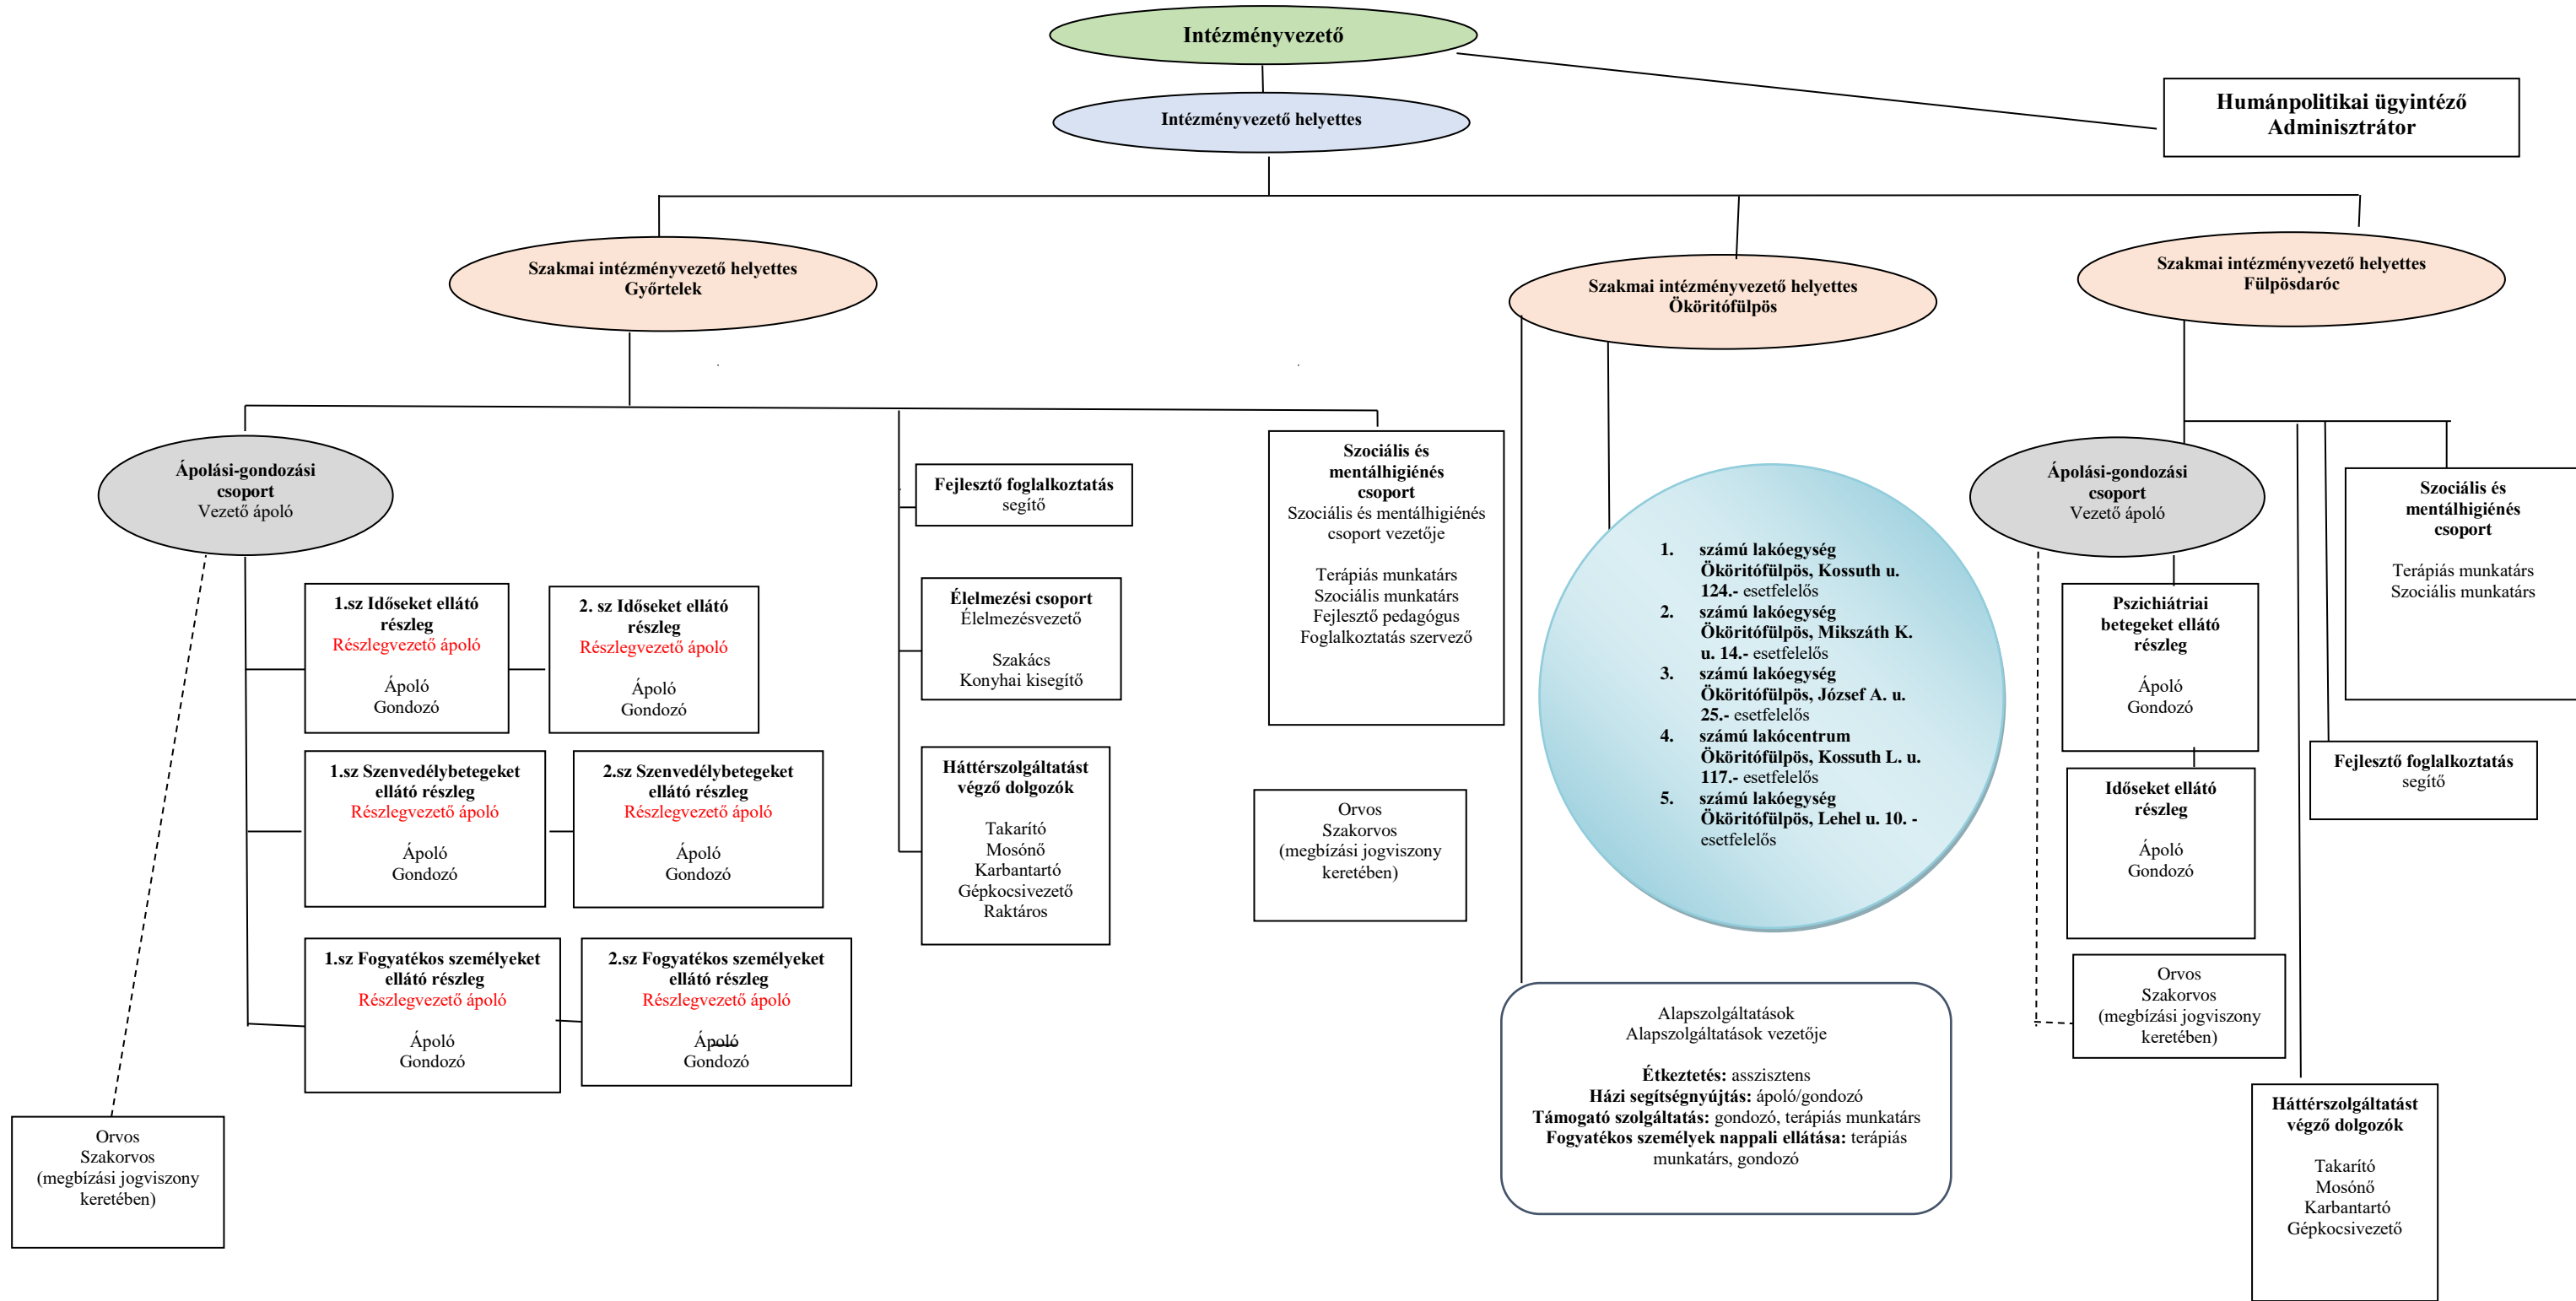 Intézményvezető
Intézményvezető helyettes
Humánpolitikai ügyintéző
Adminisztrátor
Szakmai intézményvezető helyettes
Győrtelek
Szakmai intézményvezető helyettes
Ököritófülpös
Szakmai intézményvezető helyettes
Fülpösdaróc
Ápolási-gondozási
csoport
Vezető ápoló
1.sz Időseket ellátó
részleg
Részlegvezető ápoló
Ápoló
Gondozó
2. sz Időseket ellátó
részleg
Részlegvezető ápoló
Ápoló
Gondozó
1.sz Szenvedélybetegeket
ellátó részleg
Részlegvezető ápoló
Ápoló
Gondozó
2.sz Szenvedélybetegeket
ellátó részleg
Részlegvezető ápoló
Ápoló
Gondozó
1.sz Fogyatékos személyeket
ellátó részleg
Részlegvezető ápoló
Ápoló
Gondozó
2.sz Fogyatékos személyeket
ellátó részleg
Részlegvezető ápoló
Ápoló
Gondozó
Orvos
Szakorvos
(megbízási jogviszony
keretében)
Fejlesztő foglalkoztatás
segítő
Élelmezési csoport
Élelmezésvezető
Szakács
Konyhai kisegítő
Háttérszolgáltatást
végző dolgozók
Takarító
Mosónő
Karbantartó
Gépkocsivezető
Raktáros
Szociális és
mentálhigiénés
csoport
Szociális és mentálhigiénés
csoport vezetője
Terápiás munkatárs
Szociális munkatárs
Fejlesztő pedagógus
Foglalkoztatás szervező
Orvos
Szakorvos
(megbízási jogviszony
keretében)
1. számú lakóegység
Ököritófülpös, Kossuth u.
124.- esetfelelős
2. számú lakóegység
Ököritófülpös, Mikszáth K.
u. 14.- esetfelelős
3. számú lakóegység
Ököritófülpös, József A. u.
25.- esetfelelős
4. számú lakócentrum
Ököritófülpös, Kossuth L. u.
117.- esetfelelős
5. számú lakóegység
Ököritófülpös, Lehel u. 10. -
esetfelelős
Alapszolgáltatások
Alapszolgáltatások vezetője
Étkeztetés: asszisztens
Házi segítségnyújtás: ápoló/gondozó
Támogató szolgáltatás: gondozó, terápiás munkatárs
Fogyatékos személyek nappali ellátása: terápiás
munkatárs, gondozó
Ápolási-gondozási
csoport
Vezető ápoló
Pszichiátriai
betegeket ellátó
részleg
Ápoló
Gondozó
Időseket ellátó
részleg
Ápoló
Gondozó
Orvos
Szakorvos
(megbízási jogviszony
keretében)
Szociális és
mentálhigiénés
csoport
Terápiás munkatárs
Szociális munkatárs
Fejlesztő foglalkoztatás
segítő
Háttérszolgáltatást
végző dolgozók
Takarító
Mosónő
Karbantartó
Gépkocsivezető